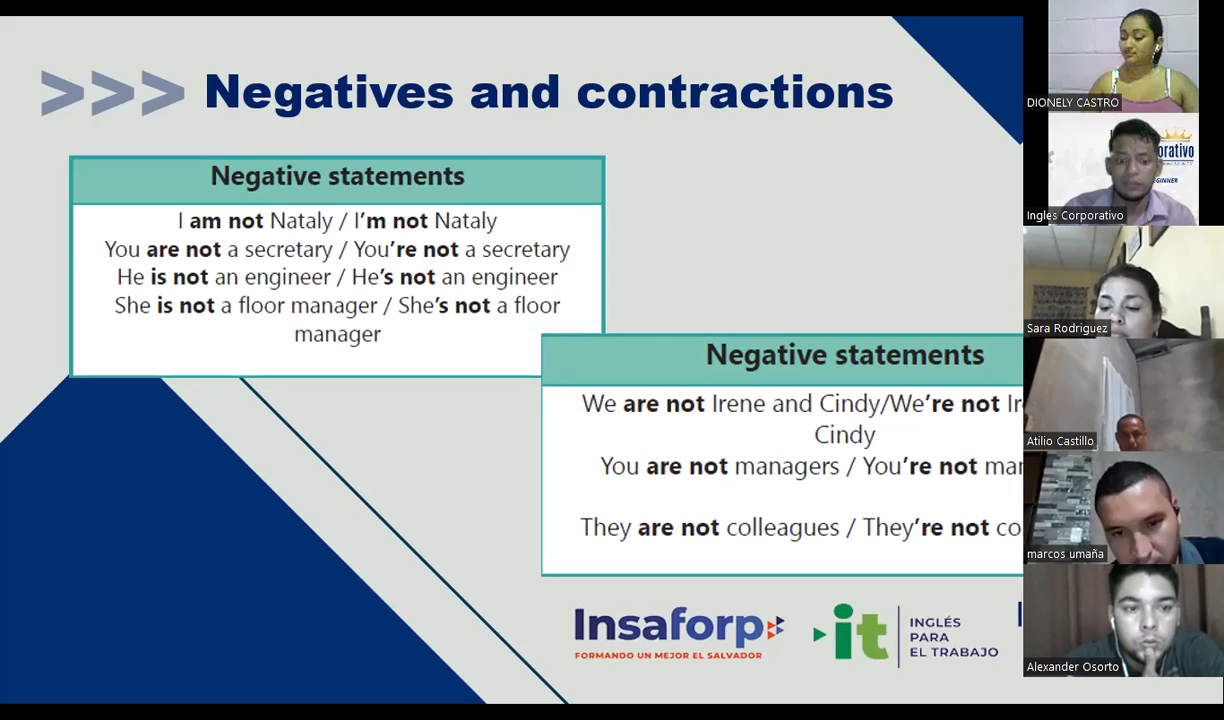 >>> Negatives and contractions
Negative statements
I am not Nataly / I'm not Nataly
You are not a secretary / You're not a secretary
He is not an engineer / He's not an engineer
She is not a floor manager / She's not a floor
manager
Negative statements
We are not Irene and Cindy/We're not
Cindy
You are not managers / You're not
They are not colleagues / They're not
Insaforp
FORMANDO UN MEJOR EL SALVADOR
it
INGLÉS
PARA
EL TRABAJO
DIONELY CASTRO
orativo
GINNER
Ingles Corporativo
Sara Rodriguez
Atilio Castillo
marcos umaña
Alexander Osorto